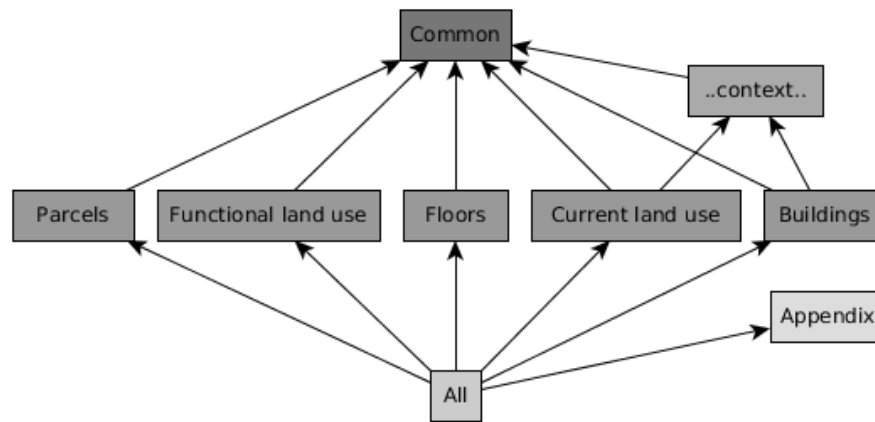 Common
..context..
Parcels
Functional land use
Floors
Current land use
Buildings
Appendix
All